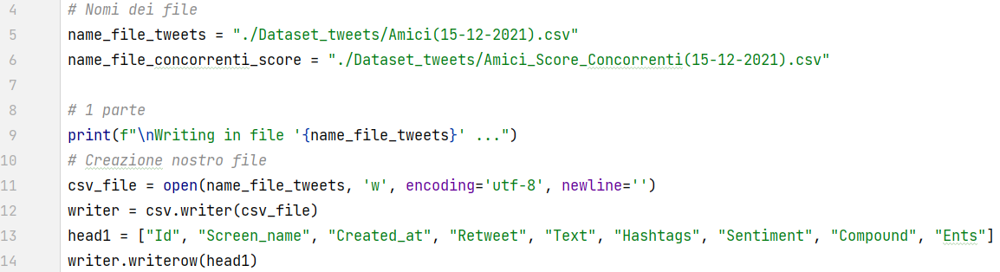 4 # Nomi dei file
5 name_file_tweets = "./Dataset_tweets/Amici(15-12-2021).csv"
6 name_file_concorrenti_score = "./Dataset_tweets/Amici_Score_Concorrenti(15-12-2021).csv"
7
8 # 1 parte
9 print(f"\nWriting in file '{name_file_tweets}' ...")
10 # Creazione nostro file
11 csv_file = open(name_file_tweets, 'w', encoding='utf-8', newline='')
12 writer = csv.writer(csv_file)
13 head1 = ["Id", "Screen_name", "Created_at", "Retweet", "Text", "Hashtags", "Sentiment", "Compound", "Ents"]
14 writer.writerow(head1)